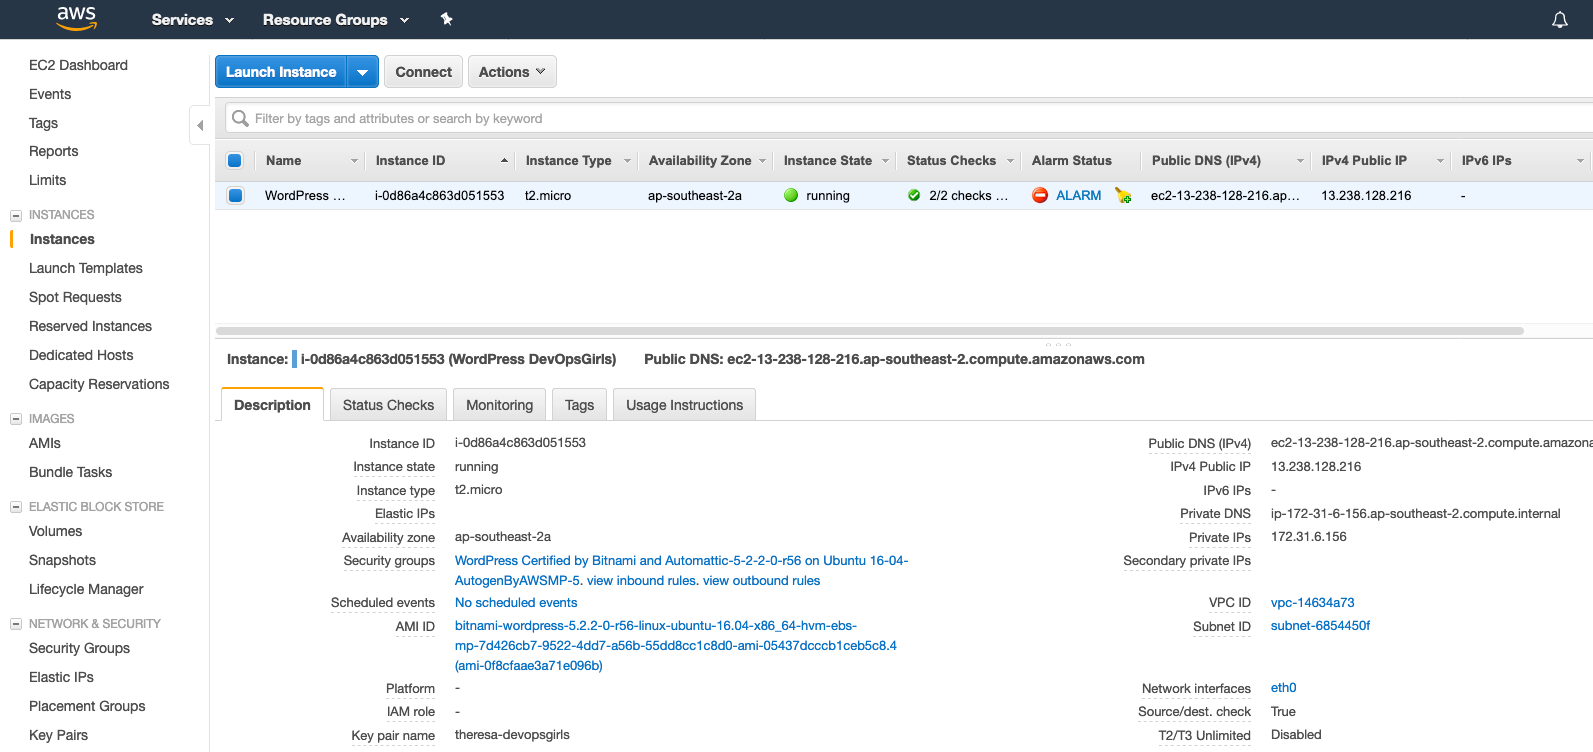 aws Services Resource Groups
EC2 Dashboard
Events
Tags
Reports
Limits
INSTANCES
Instances
Launch Templates
Spot Requests
Reserved Instances
Dedicated Hosts
Capacity Reservations
IMAGES
AMIs
Bundle Tasks
ELASTIC BLOCK STORE
Volumes
Snapshots
Lifecycle Manager
NETWORK & SECURITY
Security Groups
Elastic IPs
Placement Groups
Key Pairs
Launch Instance Connect Actions
Filter by tags and attributes or search by keyword
Name Instance ID Instance Type Availability Zone Instance State Status Checks Alarm Status Public DNS (IPv4) IPv4 Public IP IPv6 IPs
WordPress ... i-0d86a4c863d051553 t2.micro ap-southeast-2a running 2/2 checks ... ALARM ec2-13-238-128-216.ap... 13.238.128.216 -
Instance: i-0d86a4c863d051553 (WordPress DevOpsGirls) Public DNS: ec2-13-238-128-216.ap-southeast-2.compute.amazonaws.com
Description Status Checks Monitoring Tags Usage Instructions
Instance ID i-0d86a4c863d051553
Instance state running
Instance type t2.micro
Elastic IPs
Availability zone ap-southeast-2a
Security groups WordPress Certified by Bitnami and Automattic-5-2-2-0-r56 on Ubuntu 16-04-
AutogenByAWSMP-5. view inbound rules. view outbound rules
Scheduled events No scheduled events
AMI ID bitnami-wordpress-5.2.2-0-r56-linux-ubuntu-16.04-x86_64-hvm-ebs-
mp-7d426cb7-9522-4dd7-a56b-55dd8cc1c8d0-ami-05437dcccb1ceb5c8.4
(ami-0f8cfaae3a71e096b)
Platform -
IAM role -
Key pair name theresa-devopsgirls
Public DNS (IPv4) ec2-13-238-128-216.ap-southeast-2.compute.amazona
IPv4 Public IP 13.238.128.216
IPv6 IPs -
Private DNS ip-172-31-6-156.ap-southeast-2.compute.internal
Private IPs 172.31.6.156
Secondary private IPs
VPC ID vpc-14634a73
Subnet ID subnet-6854450f
Network interfaces eth0
Source/dest. check True
T2/T3 Unlimited Disabled